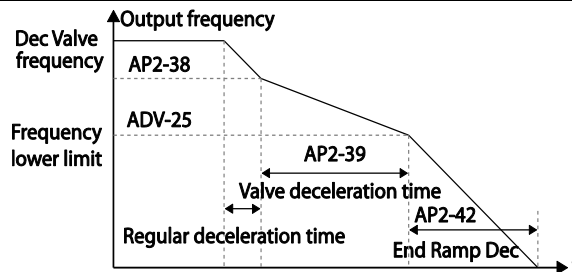 Output frequency
Dec Valve
frequency
AP2-38
ADV-25
Frequency
lower limit
AP2-39
Valve deceleration time
AP2-42
Regular deceleration time
End Ramp Dec